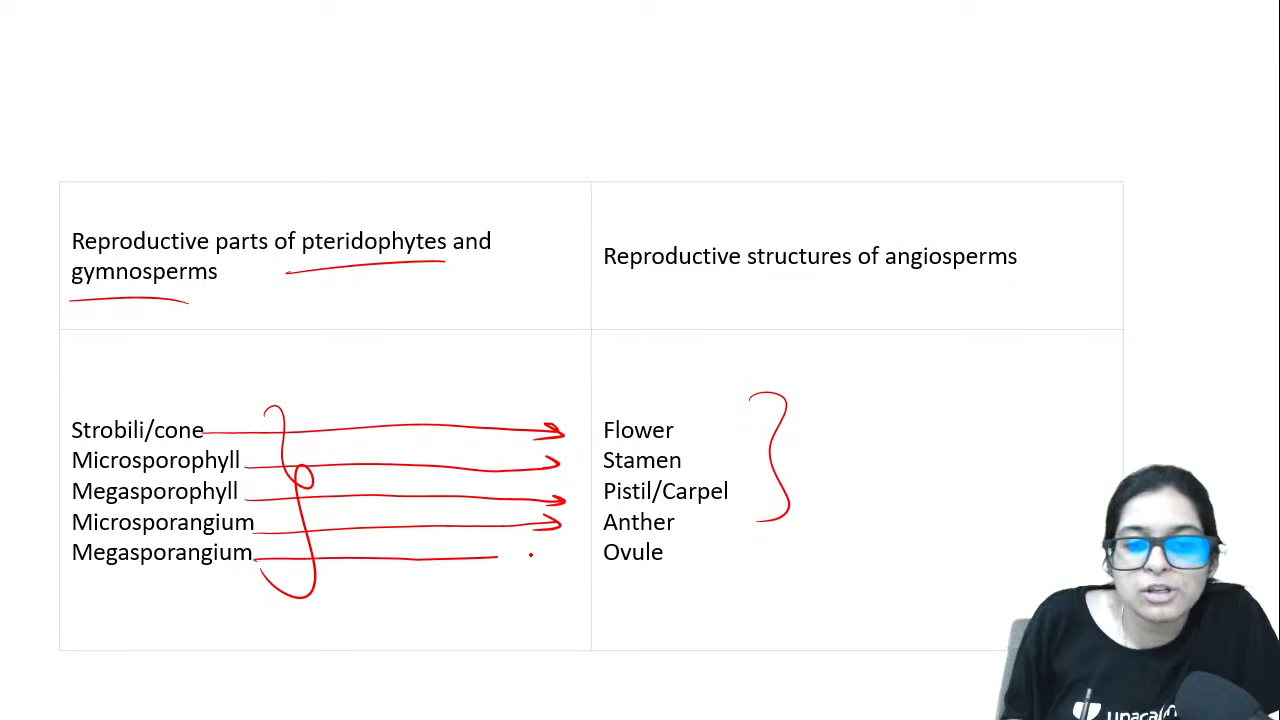 Reproductive parts of pteridophytes and
gymnosperms
Reproductive structures of angiosperms
Strobili/cone
Microsporophyll
Megasporophyll
Microsporangium
Megasporangium
Flower
Stamen
Pistil/Carpel
Anther
Ovule